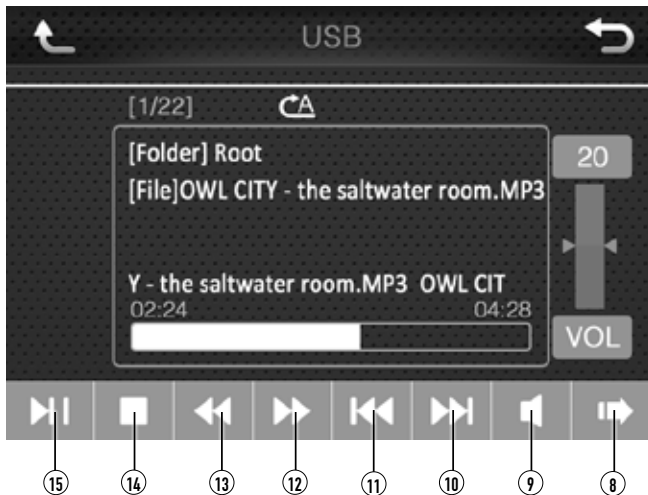 USB
[1/22] A
[Folder] Root
20
[File]OWL CITY - the saltwater room.MP3
Y - the saltwater room.MP3 OWL CIT
02:24 04:28
VOL
15 14 13 12 11 10 9 8